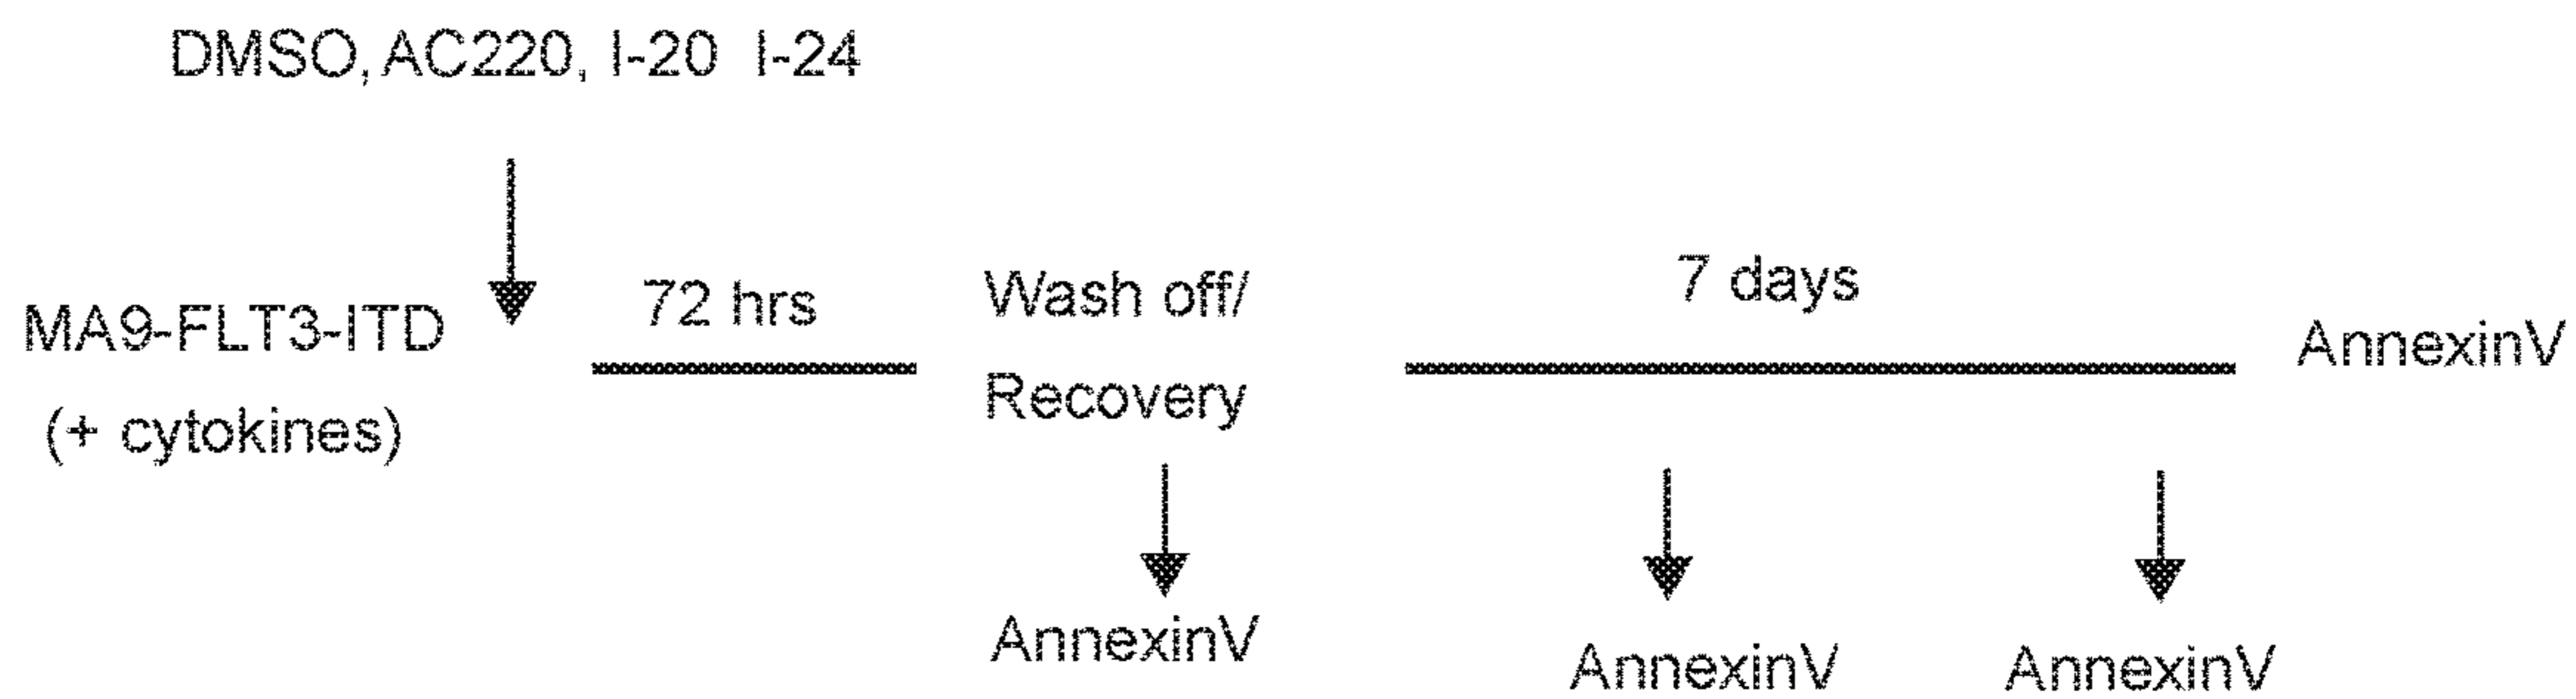 DMSO, AC220, I-20 I-24
MA9-FLT3-ITD
(+ cytokines)
72 hrs
Wash off/
Recovery
7 days
AnnexinV
AnnexinV
AnnexinV
AnnexinV